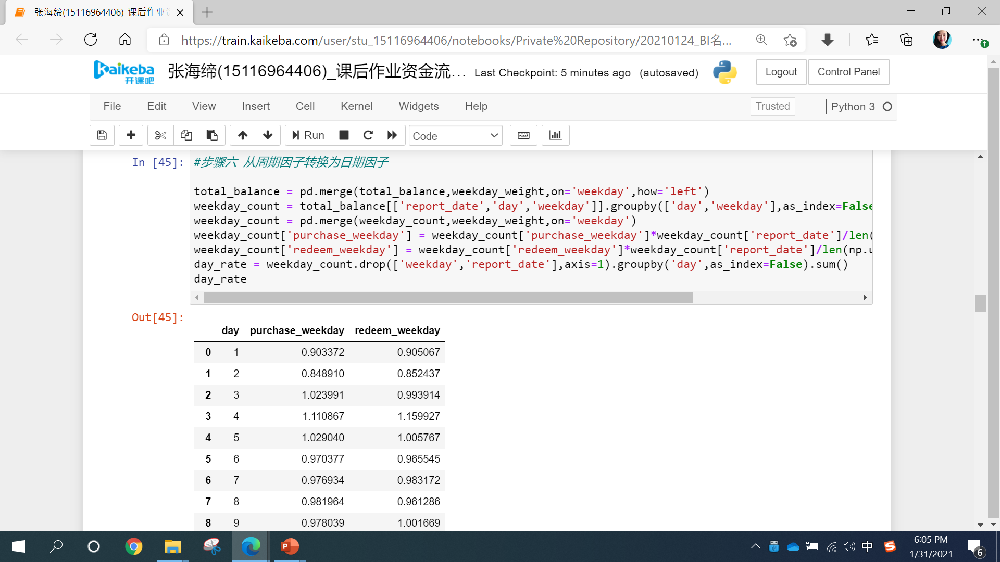 张海缔(15116964406)_课后作业
https://train.kaikeba.com/user/stu_15116964406/notebooks/Private%20Repository/20210124_BI名...
Kaikeba
开课吧
张海缔(15116964406)_课后作业资金流... Last Checkpoint: 5 minutes ago (autosaved)
Logout Control Panel
File Edit View Insert Cell Kernel Widgets Help
Trusted Python 3
Run Code
In [45]: #步骤六 从周期因子转换为日期因子
total_balance = pd.merge(total_balance,weekday_weight,on='weekday',how='left')
weekday_count = total_balance[['report_date','day','weekday']].groupby(['day','weekday'],as_index=False
weekday_count = pd.merge(weekday_count,weekday_weight,on='weekday')
weekday_count['purchase_weekday'] = weekday_count['purchase_weekday']*weekday_count['report_date']/len(
weekday_count['redeem_weekday'] = weekday_count['redeem_weekday']*weekday_count['report_date']/len(np.u
day_rate = weekday_count.drop(['weekday','report_date'],axis=1).groupby('day',as_index=False).sum()
day_rate
Out[45]:
day purchase_weekday redeem_weekday
0 1 0.903372 0.905067
1 2 0.848910 0.852437
2 3 1.023991 0.993914
3 4 1.110867 1.159927
4 5 1.029040 1.005767
5 6 0.970377 0.965545
6 7 0.976934 0.983172
7 8 0.981964 0.961286
8 9 0.978039 1.001669
中
6:05 PM
1/31/2021
6